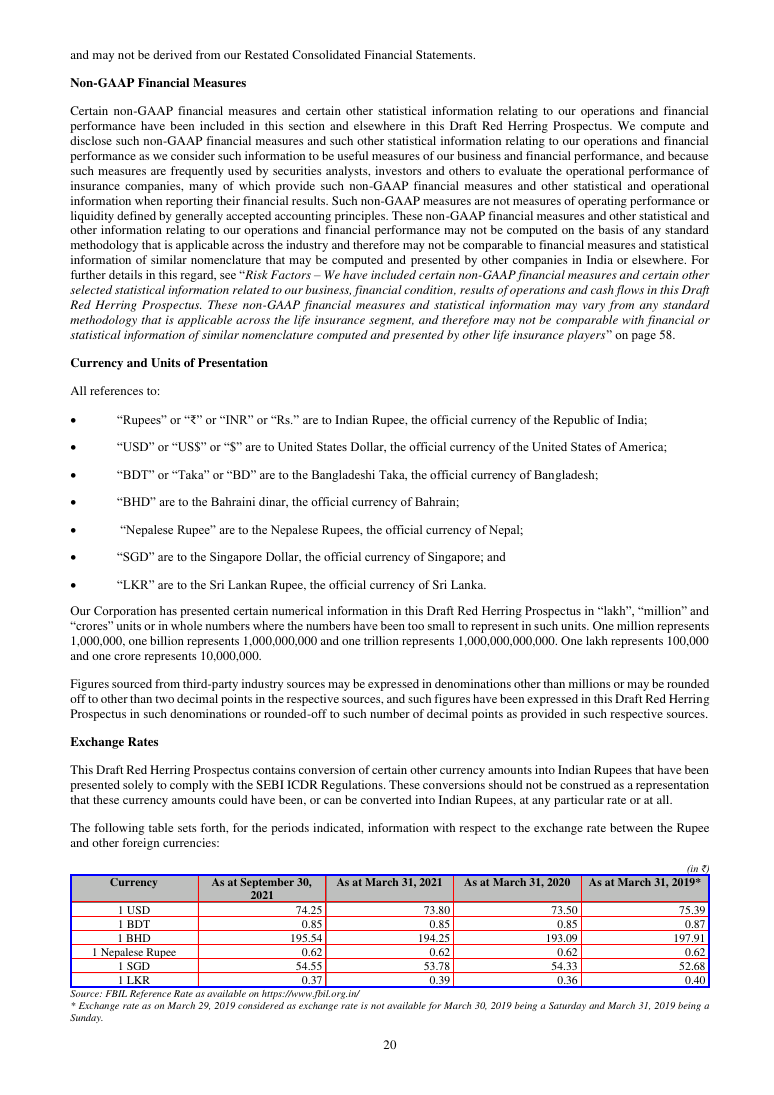 and may not be derived from our Restated Consolidated Financial Statements.
Non-GAAP Financial Measures
Certain non-GAAP financial measures and certain other statistical information relating to our operations and financial
performance have been included in this section and elsewhere in this Draft Red Herring Prospectus. We compute and
disclose such non-GAAP financial measures and such other statistical information relating to our operations and financial
performance as we consider such information to be useful measures of our business and financial performance, and because
such measures are frequently used by securities analysts, investors and others to evaluate the operational performance of
insurance companies, many of which provide such non-GAAP financial measures and other statistical and operational
information when reporting their financial results. Such non-GAAP measures are not measures of operating performance or
liquidity defined by generally accepted accounting principles. These non-GAAP financial measures and other statistical and
other information relating to our operations and financial performance may not be computed on the basis of any standard
methodology that is applicable across the industry and therefore may not be comparable to financial measures and statistical
information of similar nomenclature that may be computed and presented by other companies in India or elsewhere. For
further details in this regard, see “Risk Factors – We have included certain non-GAAP financial measures and certain other
selected statistical information related to our business, financial condition, results of operations and cash flows in this Draft
Red Herring Prospectus. These non-GAAP financial measures and statistical information may vary from any standard
methodology that is applicable across the life insurance segment, and therefore may not be comparable with financial or
statistical information of similar nomenclature computed and presented by other life insurance players” on page 58.
Currency and Units of Presentation
All references to:
• “Rupees” or “₹” or “INR” or “Rs.” are to Indian Rupee, the official currency of the Republic of India;
• “USD” or “US$” or “$” are to United States Dollar, the official currency of the United States of America;
• “BDT” or “Taka” or “BD” are to the Bangladeshi Taka, the official currency of Bangladesh;
• “BHD” are to the Bahraini dinar, the official currency of Bahrain;
• “Nepalese Rupee” are to the Nepalese Rupees, the official currency of Nepal;
• “SGD” are to the Singapore Dollar, the official currency of Singapore; and
• “LKR” are to the Sri Lankan Rupee, the official currency of Sri Lanka.
Our Corporation has presented certain numerical information in this Draft Red Herring Prospectus in “lakh”, “million” and
“crores” units or in whole numbers where the numbers have been too small to represent in such units. One million represents
1,000,000, one billion represents 1,000,000,000 and one trillion represents 1,000,000,000,000. One lakh represents 100,000
and one crore represents 10,000,000.
Figures sourced from third-party industry sources may be expressed in denominations other than millions or may be rounded
off to other than two decimal points in the respective sources, and such figures have been expressed in this Draft Red Herring
Prospectus in such denominations or rounded-off to such number of decimal points as provided in such respective sources.
Exchange Rates
This Draft Red Herring Prospectus contains conversion of certain other currency amounts into Indian Rupees that have been
presented solely to comply with the SEBI ICDR Regulations. These conversions should not be construed as a representation
that these currency amounts could have been, or can be converted into Indian Rupees, at any particular rate or at all.
The following table sets forth, for the periods indicated, information with respect to the exchange rate between the Rupee
and other foreign currencies:
(in ₹)
Currency As at September 30, As at March 31, 2021 As at March 31, 2020 As at March 31, 2019*
2021
1 USD 74.25 73.80 73.50 75.39
1 BDT 0.85 0.85 0.85 0.87
1 BHD 195.54 194.25 193.09 197.91
1 Nepalese Rupee 0.62 0.62 0.62 0.62
1 SGD 54.55 53.78 54.33 52.68
1 LKR 0.37 0.39 0.36 0.40
Source: FBIL Reference Rate as available on https://www.fbil.org.in/
* Exchange rate as on March 29, 2019 considered as exchange rate is not available for March 30, 2019 being a Saturday and March 31, 2019 being a
Sunday.
20